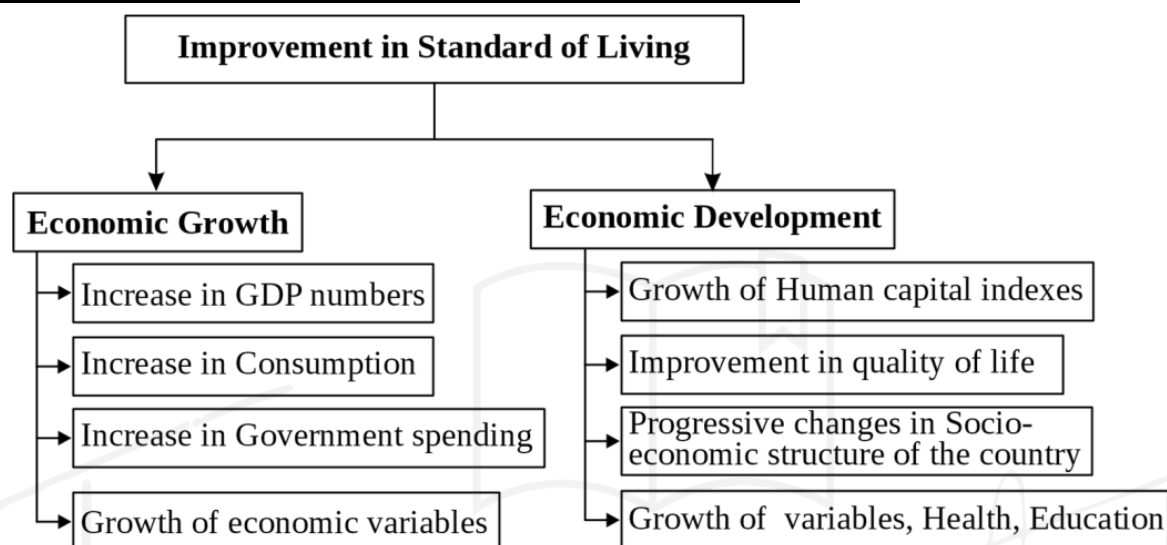 Improvement in Standard of Living
Economic Growth
Increase in GDP numbers
Increase in Consumption
Increase in Government spending
Growth of economic variables
Economic Development
Growth of Human capital indexes
Improvement in quality of life
Progressive changes in Socio-
economic structure of the country
Growth of variables, Health, Education